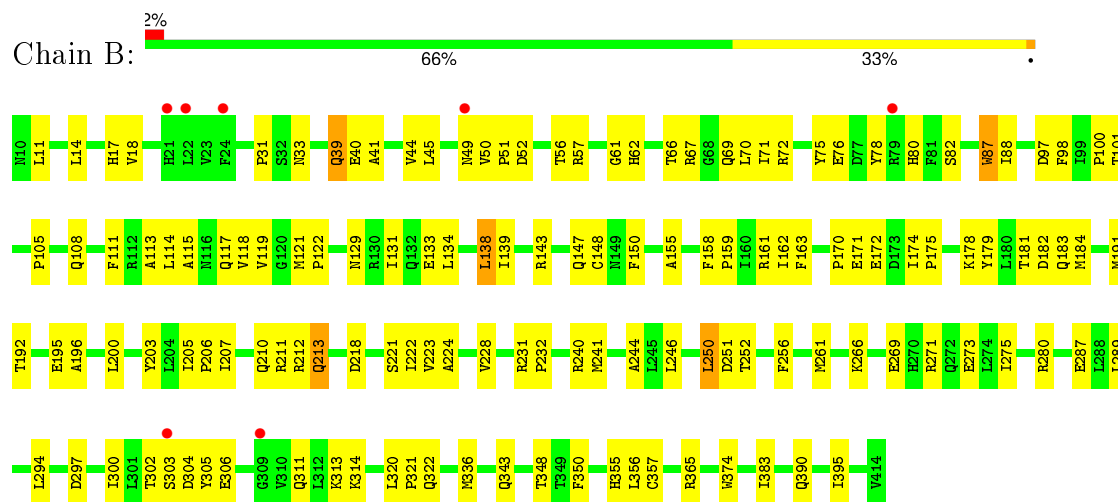 2%
Chain B:
66% 33% •
N10 L11 L14 H17 V18 H21 L22 V23 F24 P31 S32 N33 Q39 E40 A41 V44 L45 N49 V50 P51 D52 T56 R57 G61 H62 T66 R67 G68 Q69 L70 I71 R72 Y75 E76 D77 Y78 R79 H80 F81 S82 W87 I88 D97 F98 I99 P100 T101
P105 Q108 F111 R112 A113 L114 A115 N116 Q117 V118 V119 G120 M121 P122 N129 R130 I131 Q132 E133 L134 L138 I139 R143 Q147 C148 N149 F150 A155 F158 P159 I160 R161 I162 F163 P170 E171 E172 D173 I174 P175 K178 Y179 L180 T181 D182 Q183 M184 M191
T192 E195 A196 L200 Y203 L204 I205 P206 I207 Q210 R211 R212 Q213 D218 S221 I222 V223 A224 V228 R231 P232 R240 M241 A244 L245 L246 L250 D251 T252 F256 M261 K266 E269 H270 R271 Q272 E273 L274 I275 R280 E287 L288 L289
L294 D297 I300 L301 T302 S303 D304 Y305 E306 G309 V310 Q311 L312 K313 K314 L320 P321 Q322 M336 Q343 T348 T349 F350 H355 L356 C357 R365 W374 I383 Q390 I395 V414